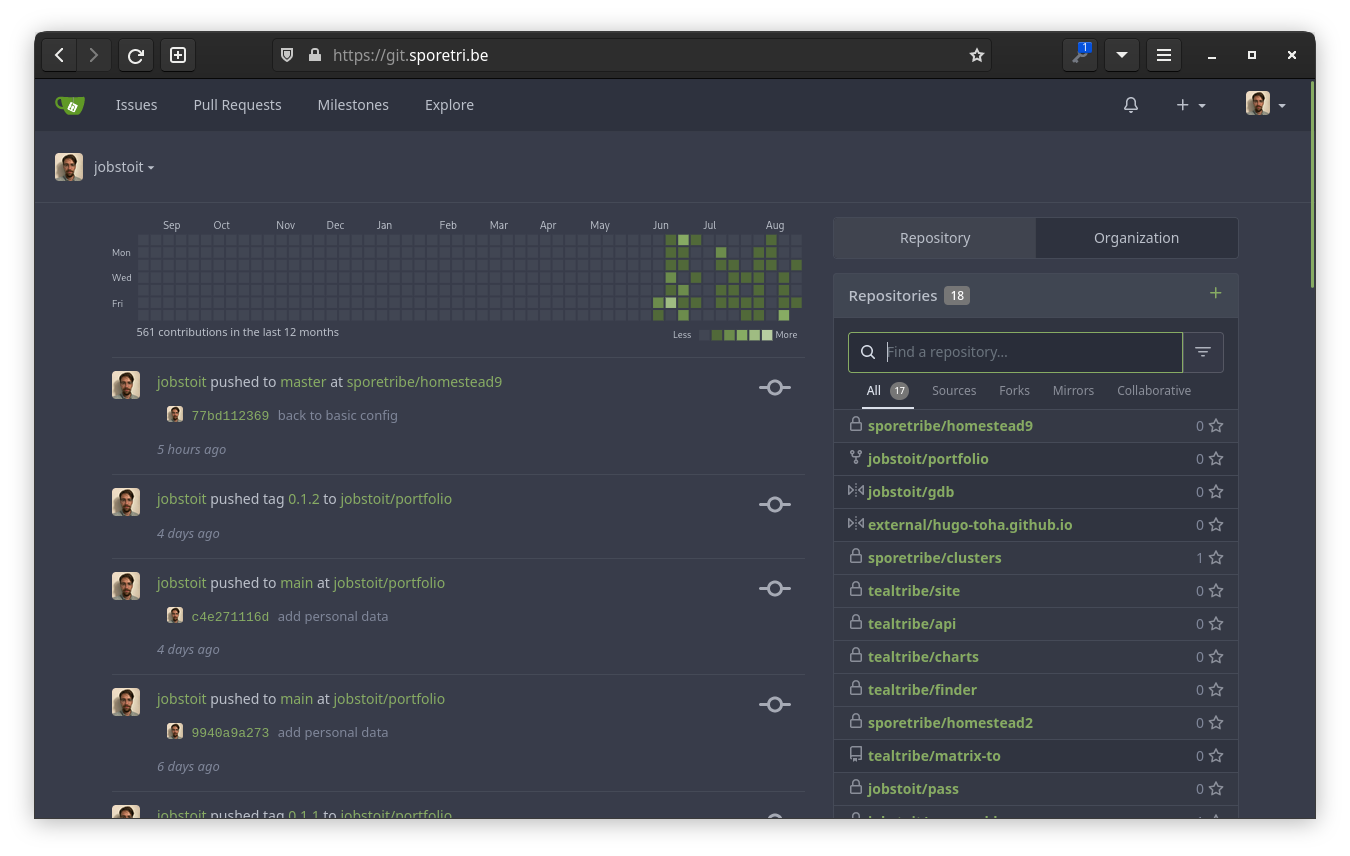 https://git.sporetri.be
1
Issues Pull Requests Milestones Explore
jobstoit
Sep Oct Nov Dec Jan Feb Mar Apr May Jun Jul Aug
Mon
Wed
Fri
561 contributions in the last 12 months
Less More
jobstoit pushed to master at sporetribe/homestead9
77bd112369 back to basic config
5 hours ago
jobstoit pushed tag 0.1.2 to jobstoit/portfolio
4 days ago
jobstoit pushed to main at jobstoit/portfolio
c4e271116d add personal data
4 days ago
jobstoit pushed to main at jobstoit/portfolio
9940a9a273 add personal data
6 days ago
jobstoit pushed tag 0.1.1 to jobstoit/portfolio
Repository Organization
Repositories 18
Find a repository...
All 17 Sources Forks Mirrors Collaborative
sporetribe/homestead9 0
jobstoit/portfolio 0
jobstoit/gdb 0
external/hugo-toha.github.io 0
sporetribe/clusters 1
tealtribe/site 0
tealtribe/api 0
tealtribe/charts 0
tealtribe/finder 0
sporetribe/homestead2 0
tealtribe/matrix-to 0
jobstoit/pass 0